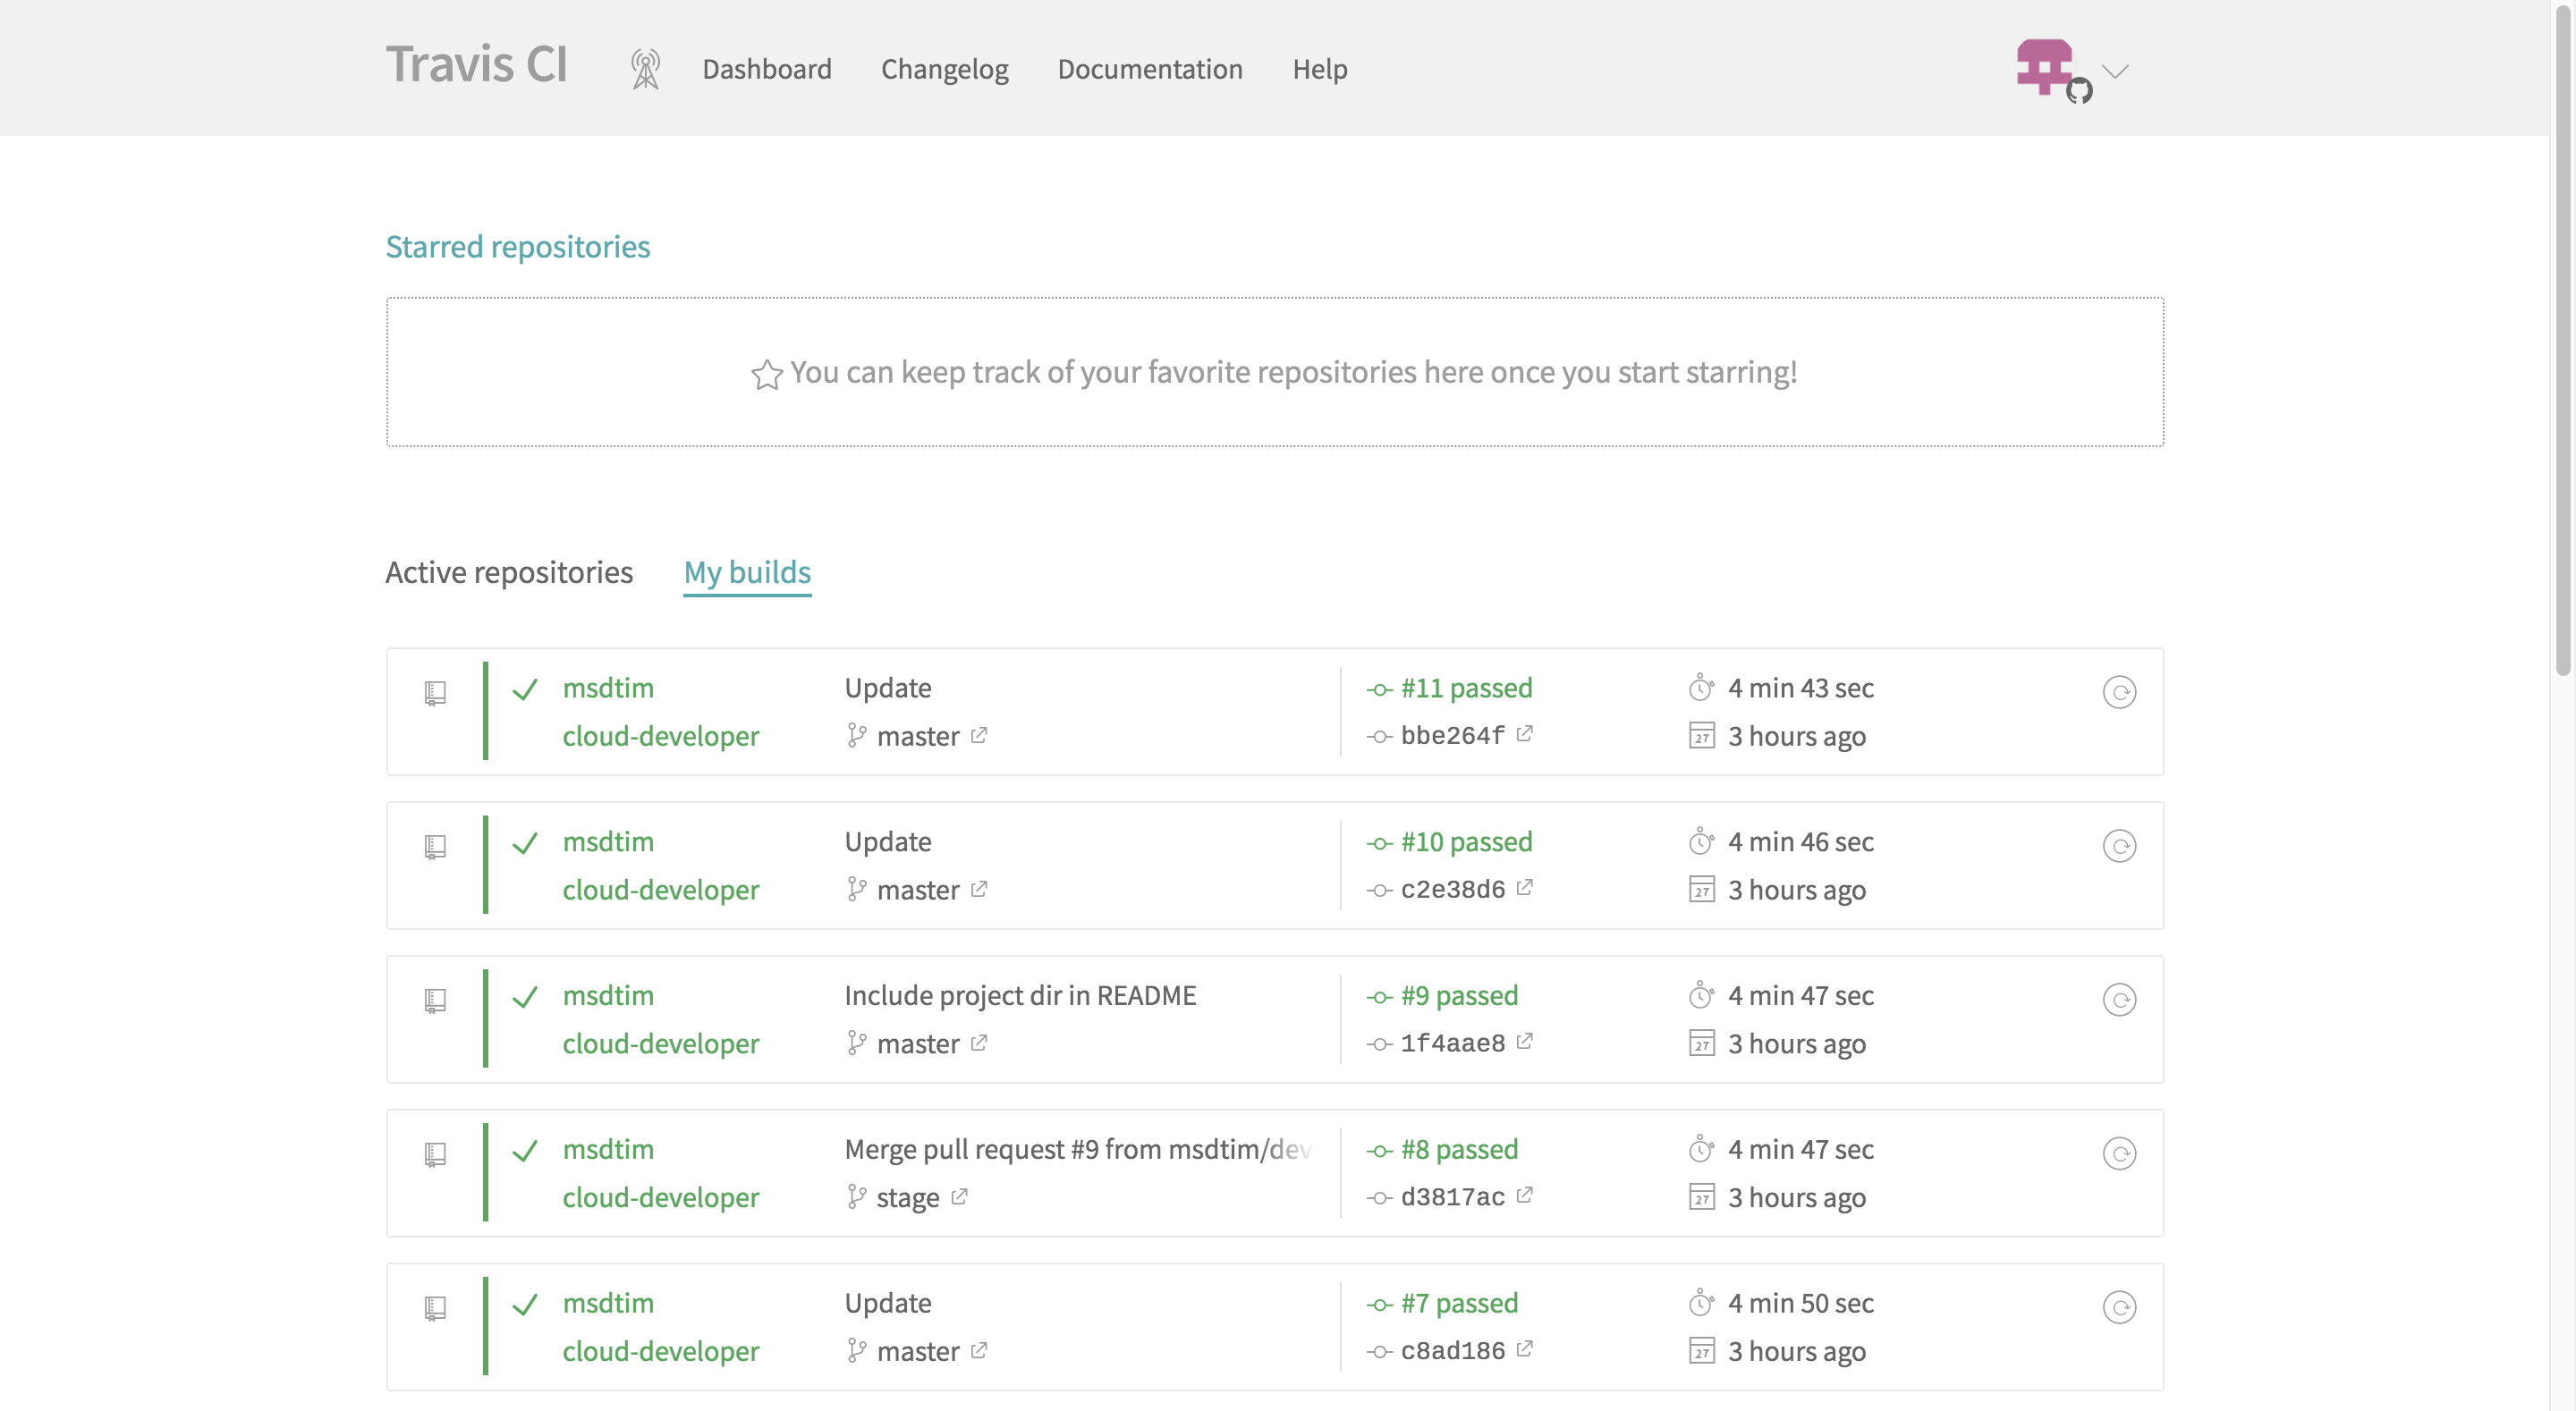 Travis CI Dashboard Changelog Documentation Help
Starred repositories
You can keep track of your favorite repositories here once you start starring!
Active repositories My builds
msdtim Update #11 passed 4 min 43 sec
cloud-developer master bbe264f 27 3 hours ago
msdtim Update #10 passed 4 min 46 sec
cloud-developer master c2e38d6 27 3 hours ago
msdtim Include project dir in README #9 passed 4 min 47 sec
cloud-developer master 1f4aae8 27 3 hours ago
msdtim Merge pull request #9 from msdtim/dev #8 passed 4 min 47 sec
cloud-developer stage d3817ac 27 3 hours ago
msdtim Update #7 passed 4 min 50 sec
cloud-developer master c8ad186 27 3 hours ago